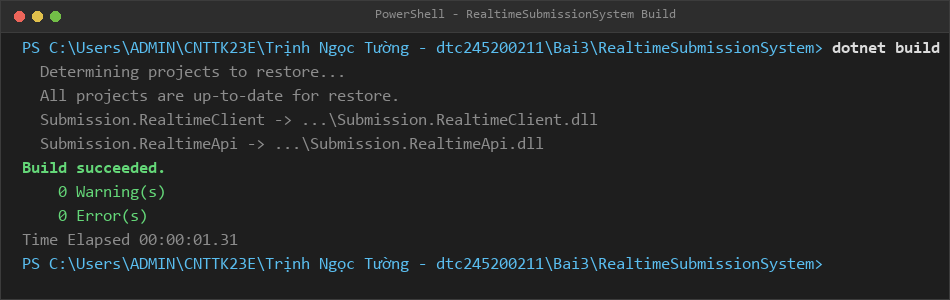 PowerShell - RealtimeSubmissionSystem Build
PS C:\Users\ADMIN\CNTTK23E\Trịnh Ngọc Tường - dtc245200211\Bai3\RealtimeSubmissionSystem> dotnet build
Determining projects to restore...
All projects are up-to-date for restore.
Submission.RealtimeClient -> ...\Submission.RealtimeClient.dll
Submission.RealtimeApi -> ...\Submission.RealtimeApi.dll
Build succeeded.
0 Warning(s)
0 Error(s)
Time Elapsed 00:00:01.31
PS C:\Users\ADMIN\CNTTK23E\Trịnh Ngọc Tường - dtc245200211\Bai3\RealtimeSubmissionSystem>